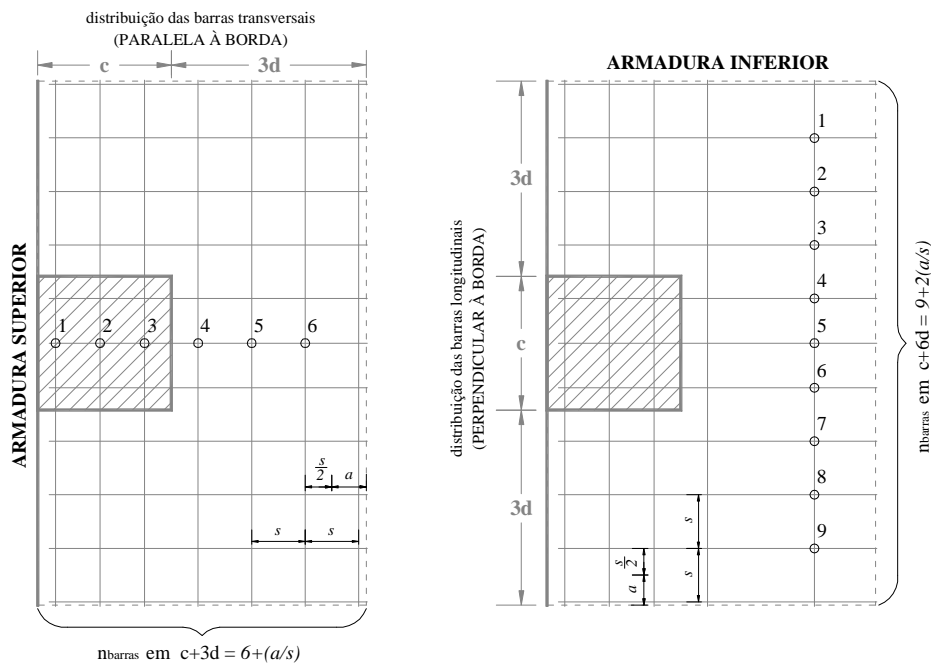 distribuição das barras transversais
(PARALELA À BORDA)
c
3d
ARMADURA SUPERIOR
1
2
3
4
5
6
s
2
a
s
s
nbarras em c+3d = 6+(a/s)
ARMADURA INFERIOR
distribuição das barras longitudinais
(PERPENDICULAR À BORDA)
3d
c
3d
1
2
3
4
5
6
7
8
9
s
s
s
2
a
nbarras em c+6d = 9+2(a/s)